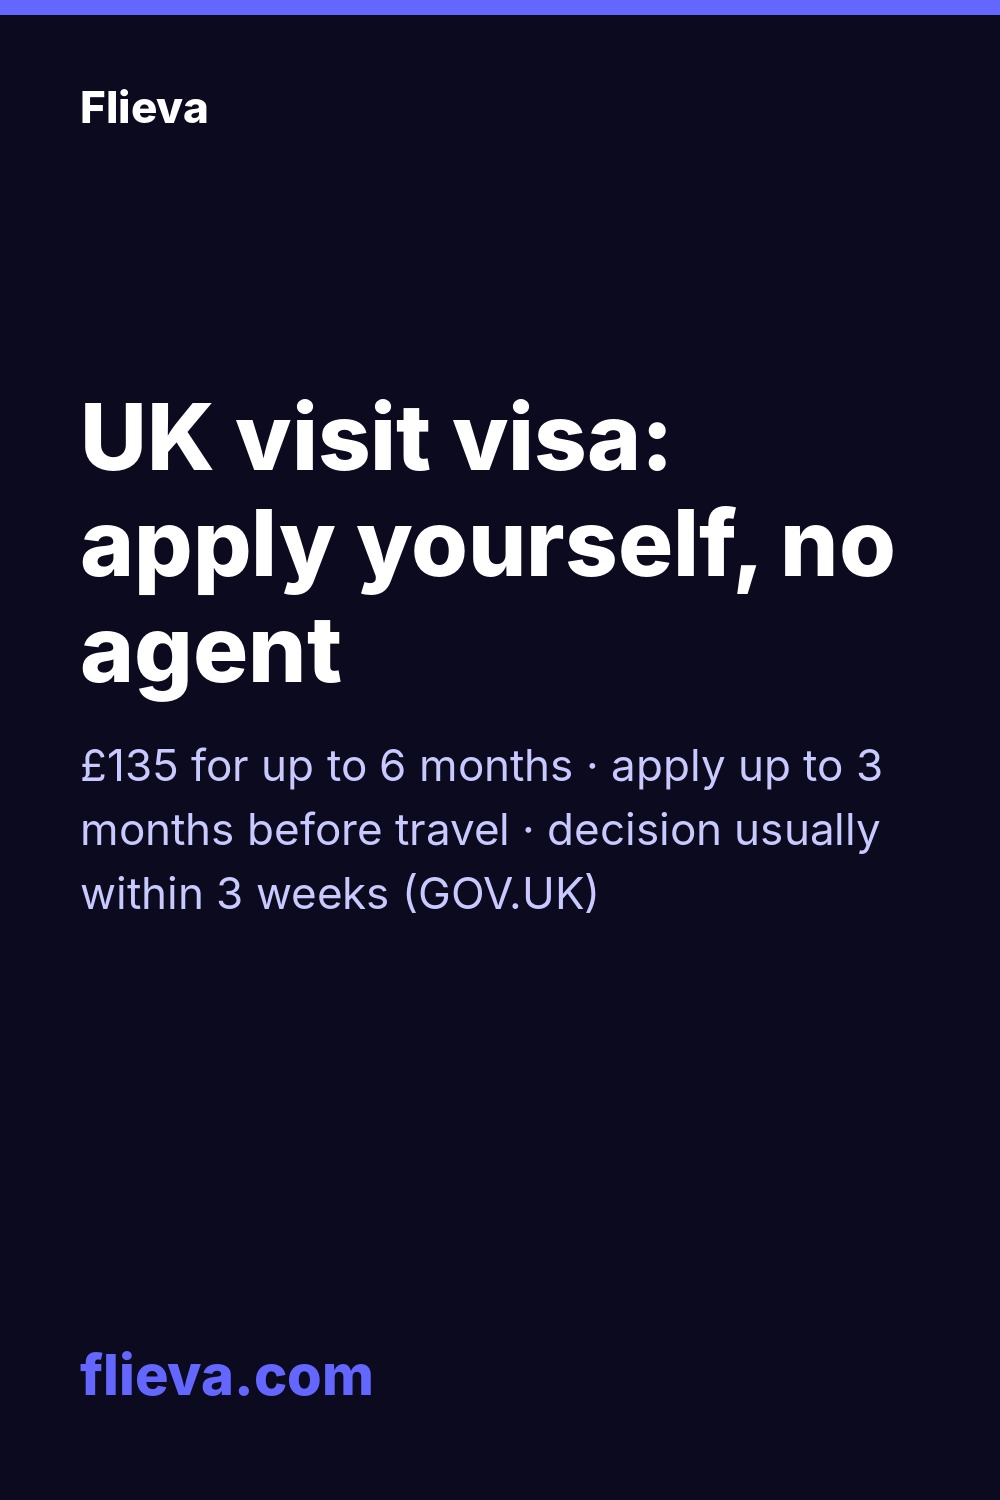 Flieva
UK visit visa:
apply yourself, no
agent
£135 for up to 6 months · apply up to 3
months before travel · decision usually
within 3 weeks (GOV.UK)
flieva.com